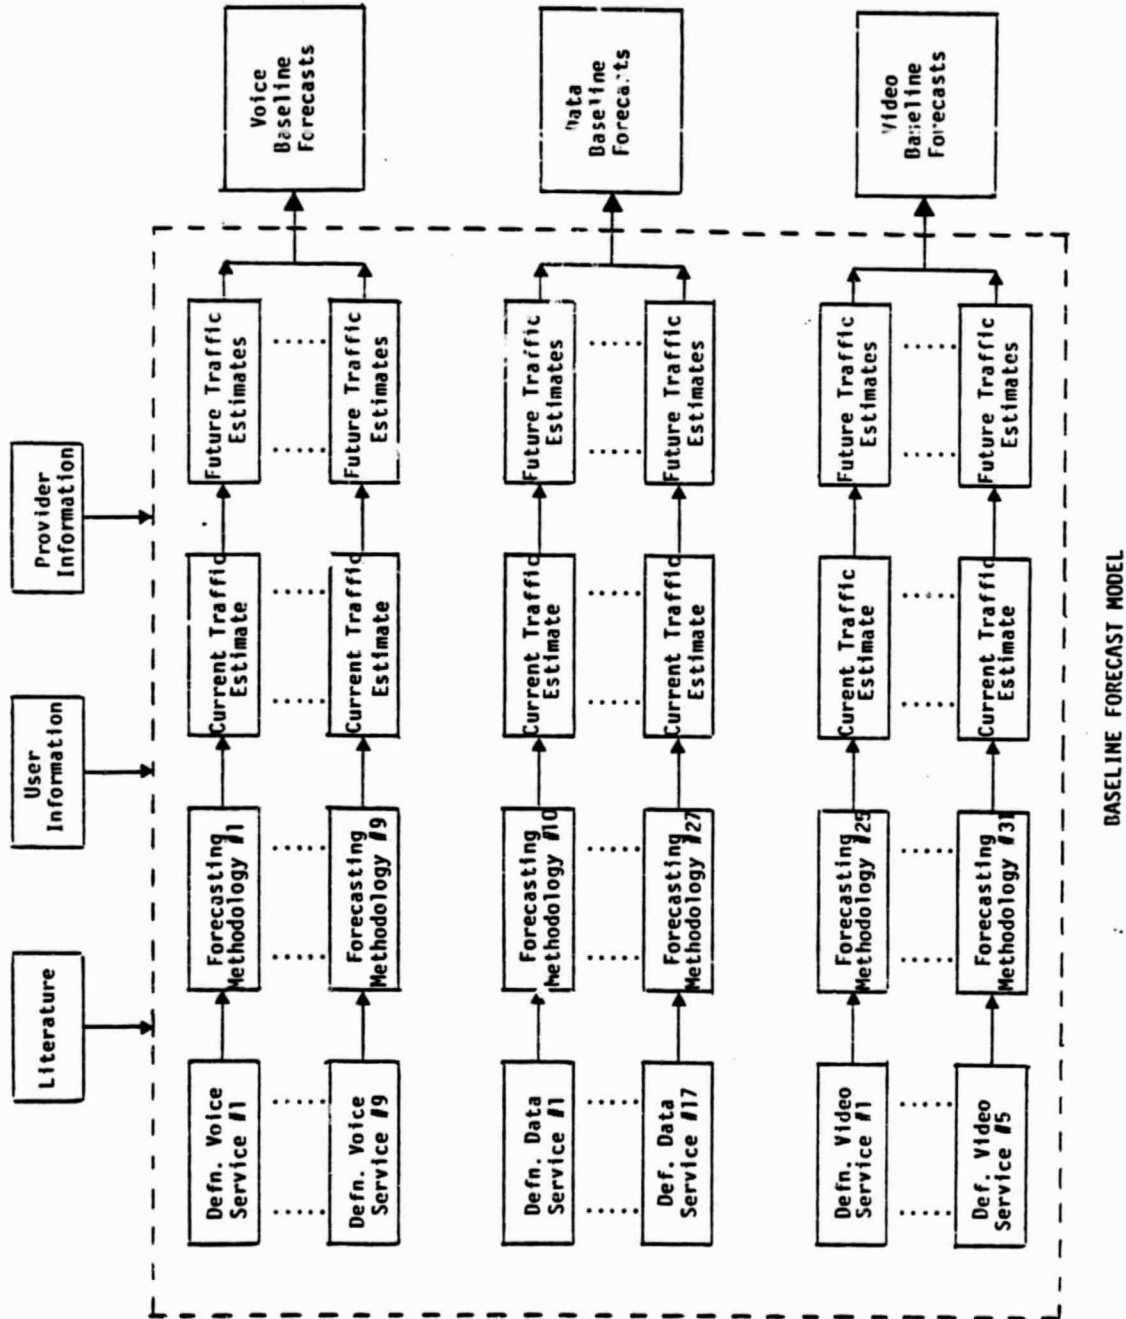 Literature
User
Information
Provider
Information
Defn. Voice
Service #1
Forecasting
Methodology #1
Current Traffic
Estimate
Future Traffic
Estimates
Defn. Voice
Service #9
Forecasting
Methodology #9
Current Traffic
Estimate
Future Traffic
Estimates
Voice
Baseline
Forecasts
Defn. Data
Service #1
Forecasting
Methodology #10
Current Traffic
Estimate
Future Traffic
Estimates
Def. Data
Service #17
Forecasting
Methodology #27
Current Traffic
Estimate
Future Traffic
Estimates
Data
Baseline
Forecasts
Defn. Video
Service #1
Forecasting
Methodology #25
Current Traffic
Estimate
Future Traffic
Estimates
Def. Video
Service #5
Forecasting
Methodology #31
Current Traffic
Estimate
Future Traffic
Estimates
Video
Baseline
Forecasts
BASELINE FORECAST MODEL